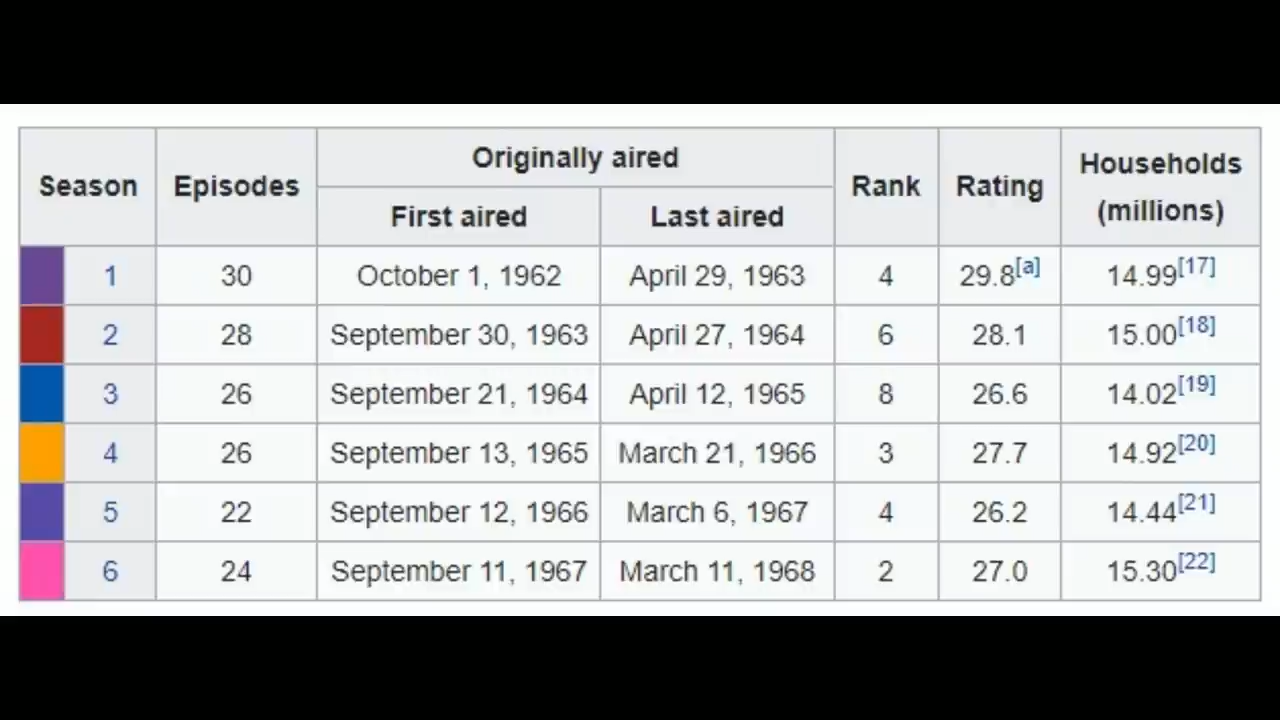 Season Episodes Originally aired Rank Rating Households (millions)
First aired Last aired
1 30 October 1, 1962 April 29, 1963 4 29.8[a] 14.99[17]
2 28 September 30, 1963 April 27, 1964 6 28.1 15.00[18]
3 26 September 21, 1964 April 12, 1965 8 26.6 14.02[19]
4 26 September 13, 1965 March 21, 1966 3 27.7 14.92[20]
5 22 September 12, 1966 March 6, 1967 4 26.2 14.44[21]
6 24 September 11, 1967 March 11, 1968 2 27.0 15.30[22]